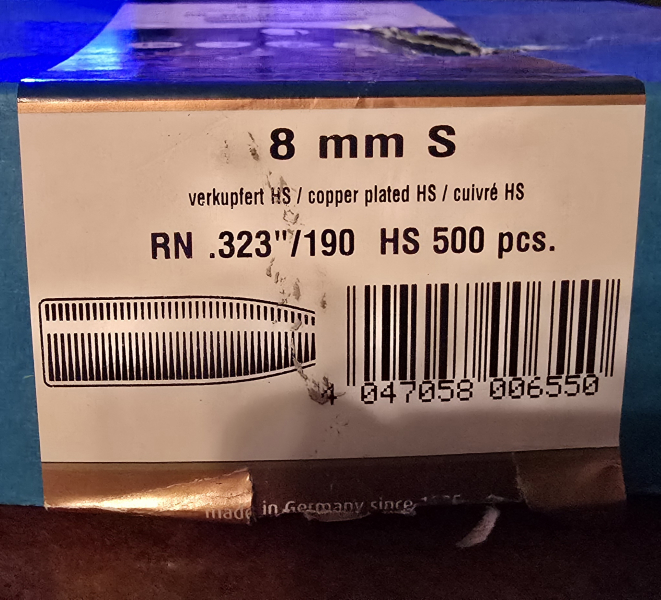 8 mm S
verkupfert HS / copper plated HS / cuivré HS
RN .323"/190 HS 500 pcs.
4 047058 006550
made in Germany since